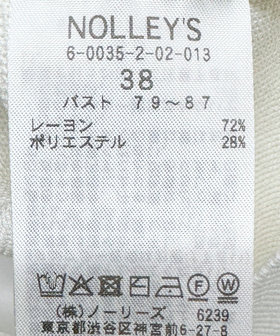 NOLLEY'S
6-0035-2-02-013
38
バスト 79～87
レーヨン 72%
ポリエステル 28%
(株)ノーリーズ 6239
東京都渋谷区神宮前6-27-8